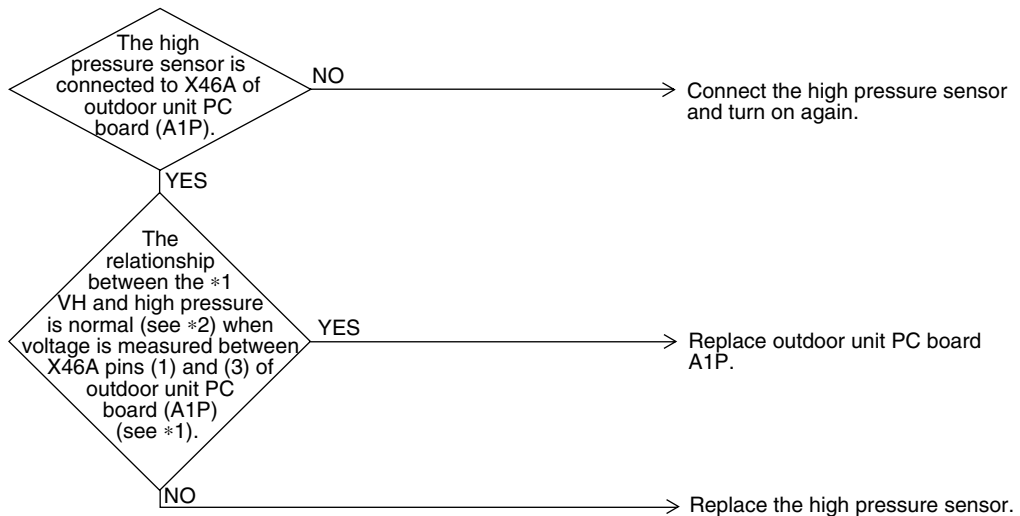 The high
pressure sensor is
connected to X46A of
outdoor unit PC
board (A1P).
NO
Connect the high pressure sensor
and turn on again.
YES
The
relationship
between the *1
VH and high pressure
is normal (see *2) when
voltage is measured between
X46A pins (1) and (3) of
outdoor unit PC
board (A1P)
(see *1).
YES
Replace outdoor unit PC board
A1P.
NO
Replace the high pressure sensor.